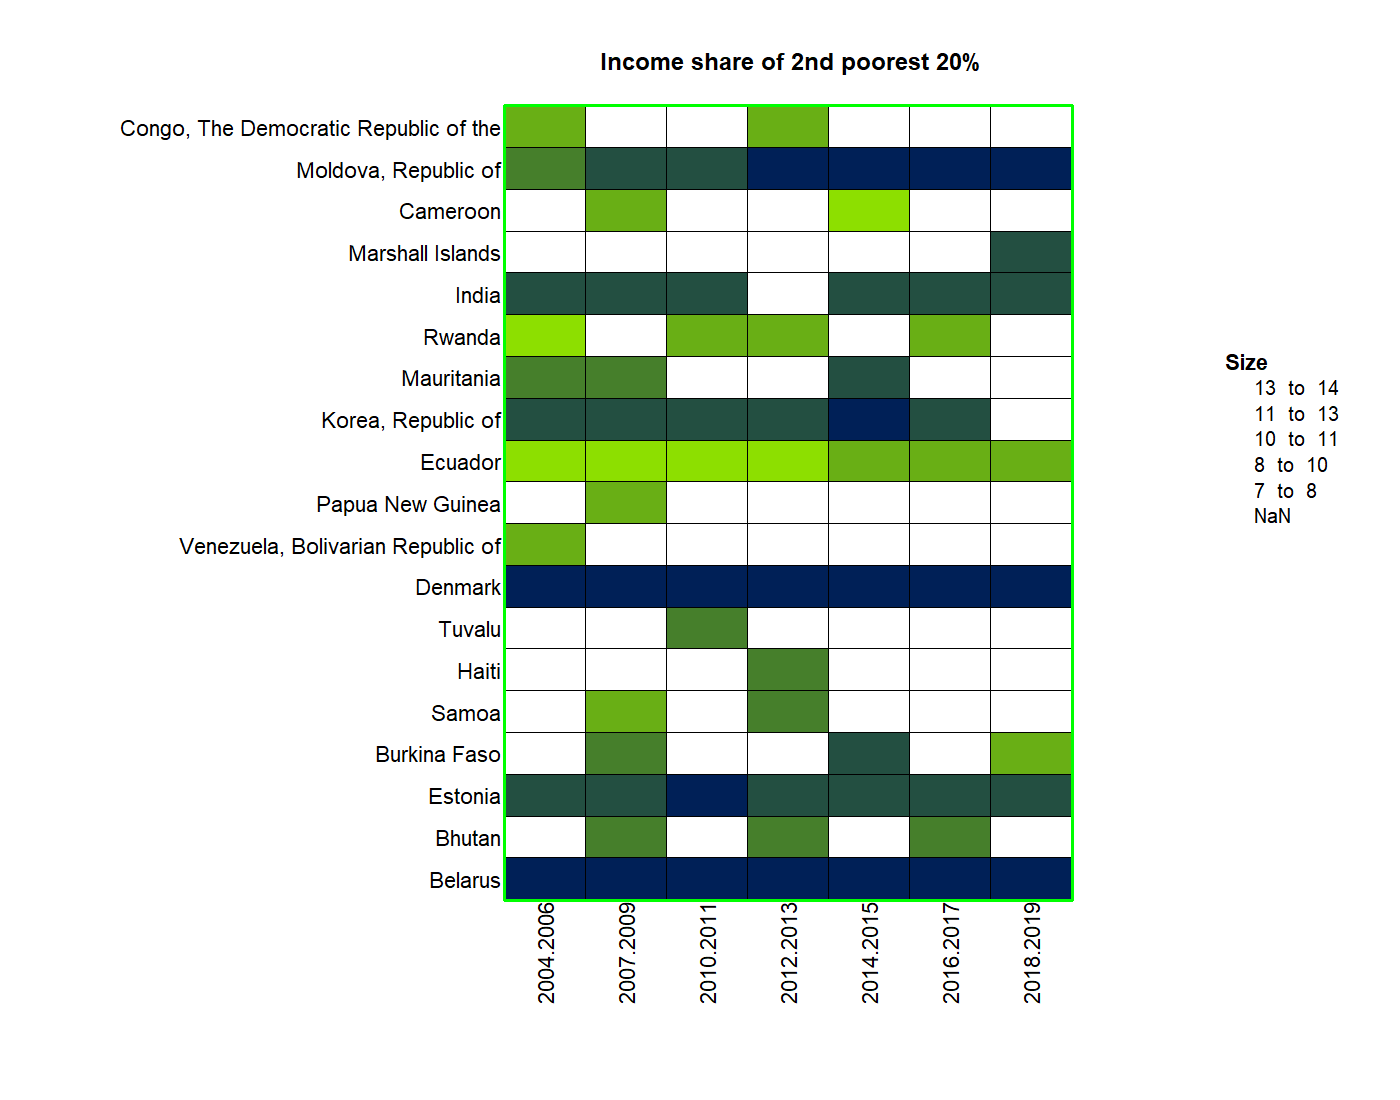 Income share of 2nd poorest 20%
Congo, The Democratic Republic of the
Moldova, Republic of
Cameroon
Marshall Islands
India
Rwanda
Mauritania
Korea, Republic of
Ecuador
Papua New Guinea
Venezuela, Bolivarian Republic of
Denmark
Tuvalu
Haiti
Samoa
Burkina Faso
Estonia
Bhutan
Belarus
2004.2006
2007.2009
2010.2011
2012.2013
2014.2015
2016.2017
2018.2019
Size
13 to 14
11 to 13
10 to 11
8 to 10
7 to 8
NaN